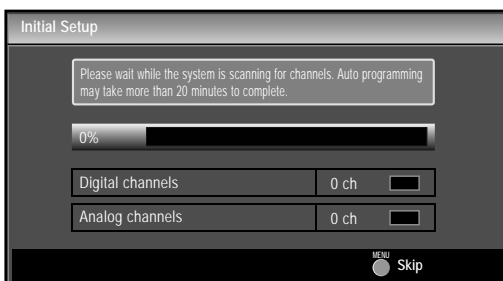 Initial Setup
Please wait while the system is scanning for channels. Auto programming
may take more than 20 minutes to complete.
0%
Digital channels 0 ch
Analog channels 0 ch
MENU Skip